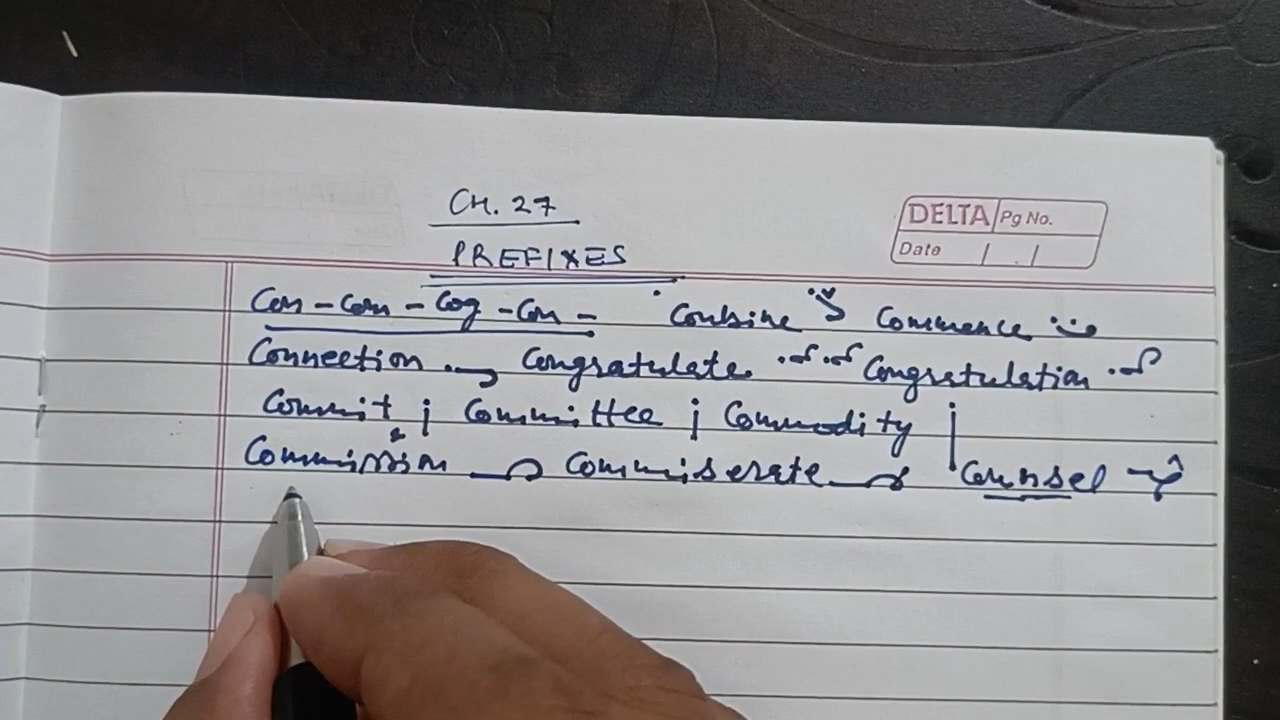 CH. 27
PREFIXES
DELTA Pg No.
Date / /
Con - Com - Cog - Con - Combine Commence
Connection Congratulate Congratulation
Commit Committee Commodity
Commission Commiserate Counsel